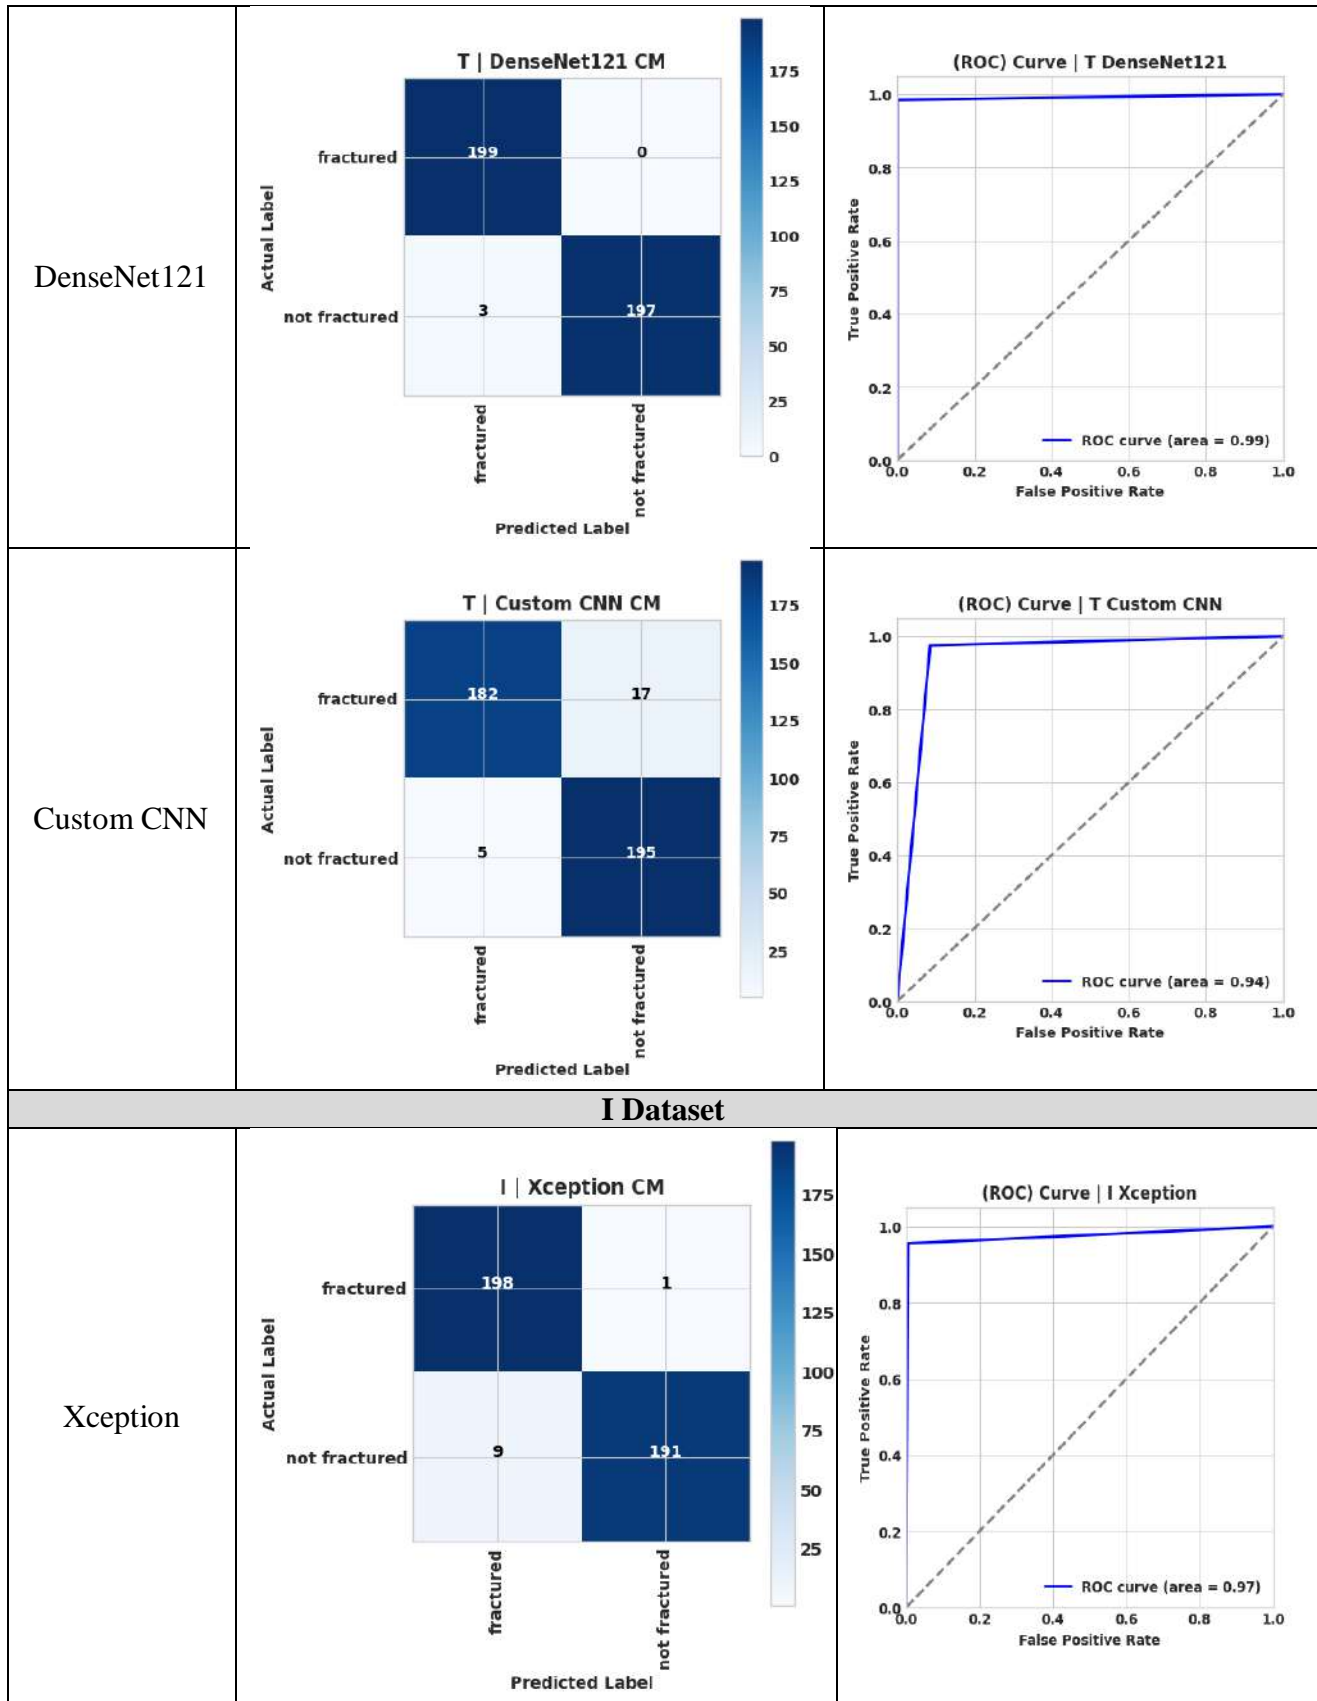 DenseNet121
T | DenseNet121 CM
fractured
199
0
not fractured
3
197
Actual Label
fractured
not fractured
Predicted Label
175
150
125
100
75
50
25
0
(ROC) Curve | T DenseNet121
1.0
0.8
0.6
0.4
0.2
0.0
True Positive Rate
ROC curve (area = 0.99)
0.0 0.2 0.4 0.6 0.8 1.0
False Positive Rate
Custom CNN
T | Custom CNN CM
fractured
182
17
not fractured
5
195
Actual Label
fractured
not fractured
Predicted Label
175
150
125
100
75
50
25
(ROC) Curve | T Custom CNN
1.0
0.8
0.6
0.4
0.2
0.0
True Positive Rate
ROC curve (area = 0.94)
0.0 0.2 0.4 0.6 0.8 1.0
False Positive Rate
I Dataset
Xception
I | Xception CM
fractured
198
1
not fractured
9
191
Actual Label
fractured
not fractured
Predicted Label
175
150
125
100
75
50
25
(ROC) Curve | I Xception
1.0
0.8
0.6
0.4
0.2
0.0
True Positive Rate
ROC curve (area = 0.97)
0.0 0.2 0.4 0.6 0.8 1.0
False Positive Rate